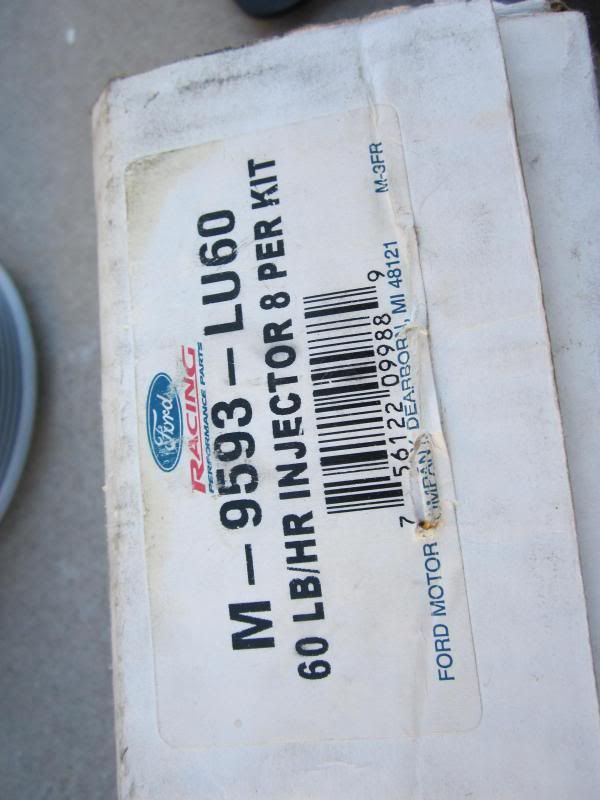 Ford
RACING
PERFORMANCE PARTS
M-9593-LU60
60 LB/HR INJECTOR 8 PER KIT
7 56122 09988 9
FORD MOTOR COMPANY, DEARBORN, MI 48121 M-3FR